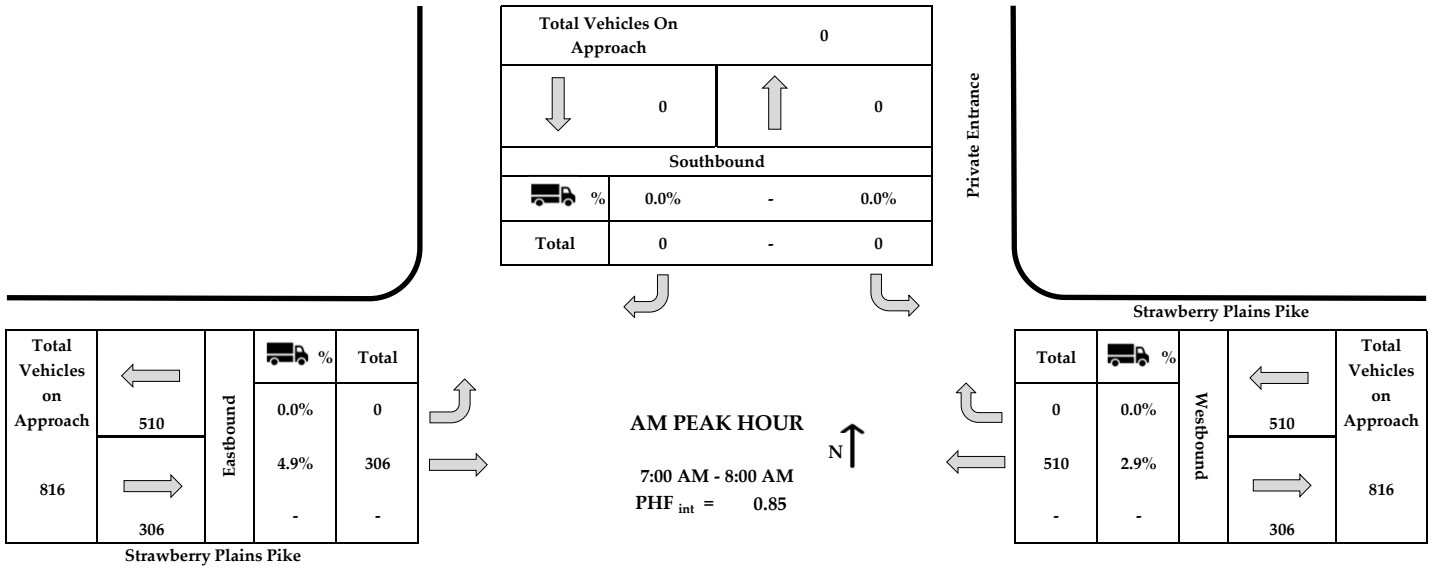 Total Vehicles On
Approach
0
0
0
Southbound
% 0.0% - 0.0%
Total 0 - 0
Private Entrance
Strawberry Plains Pike
Total
Vehicles
on
Approach
816
510
306
Eastbound
% Total
0.0% 0
4.9% 306
- -
Strawberry Plains Pike
AM PEAK HOUR
N
7:00 AM - 8:00 AM
PHF int = 0.85
Total %
0 0.0%
510 2.9%
- -
Westbound
510
306
Total
Vehicles
on
Approach
816